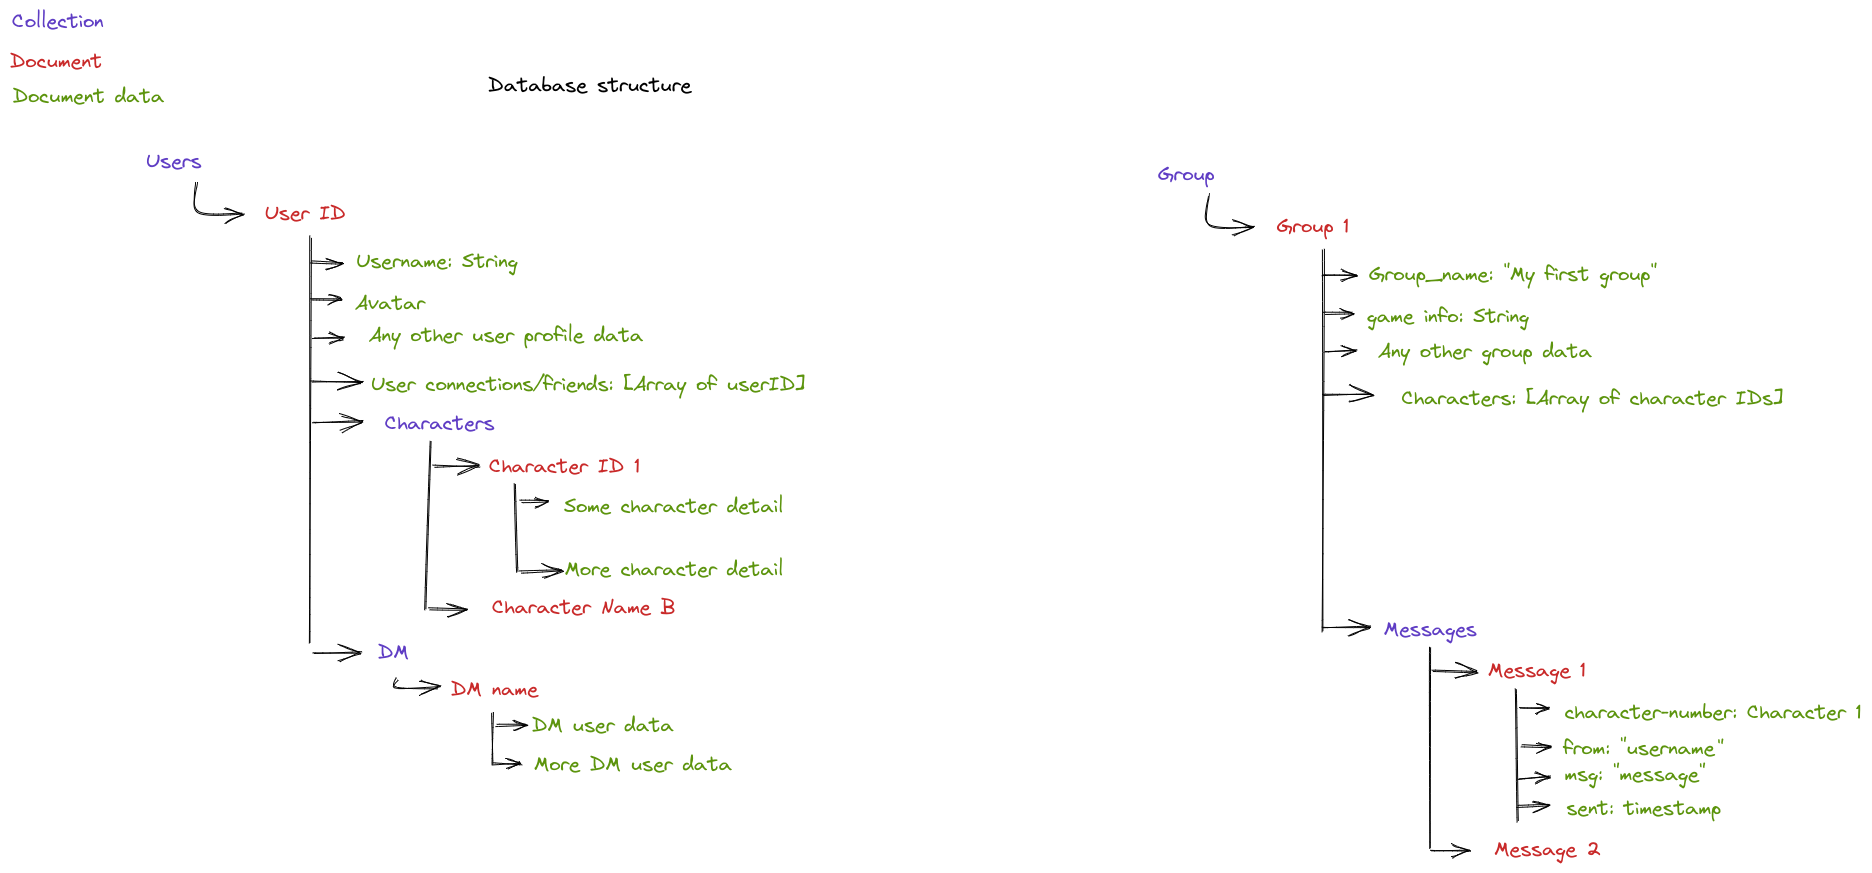 Collection
Document
Document data
Database structure
Users
User ID
Username: String
Avatar
Any other user profile data
User connections/friends: [Array of userID]
Characters
Character ID 1
Some character detail
More character detail
Character Name B
DM
DM name
DM user data
More DM user data
Group
Group 1
Group_name: "My first group"
game info: String
Any other group data
Characters: [Array of character IDs]
Messages
Message 1
character-number: Character 1
from: "username"
msg: "message"
sent: timestamp
Message 2